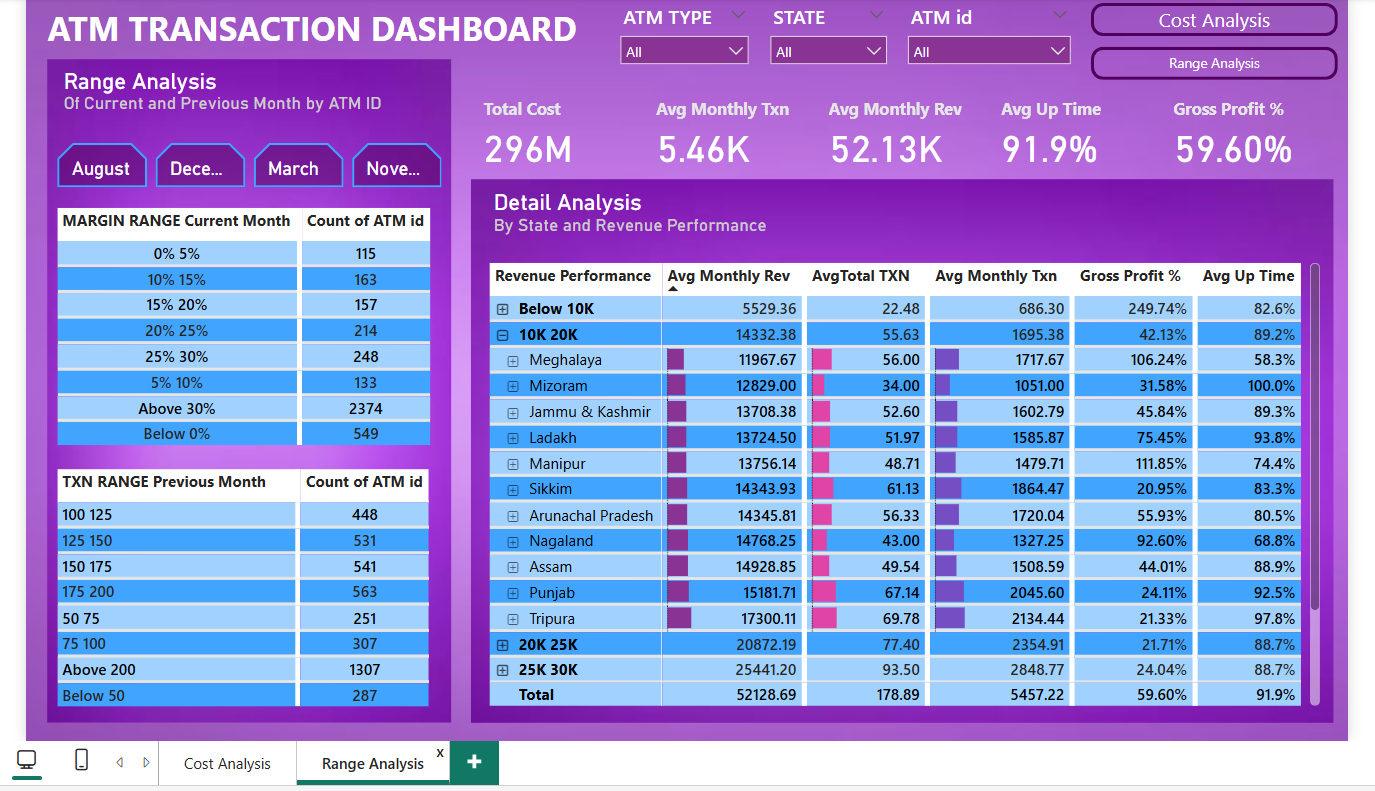 ATM TRANSACTION DASHBOARD
ATM TYPE STATE ATM id
All All All
Cost Analysis
Range Analysis
Range Analysis
Of Current and Previous Month by ATM ID
August Dece... March Nove...
MARGIN RANGE Current Month Count of ATM id
0% 5% 115
10% 15% 163
15% 20% 157
20% 25% 214
25% 30% 248
5% 10% 133
Above 30% 2374
Below 0% 549
TXN RANGE Previous Month Count of ATM id
100 125 448
125 150 531
150 175 541
175 200 563
50 75 251
75 100 307
Above 200 1307
Below 50 287
Total Cost Avg Monthly Txn Avg Monthly Rev Avg Up Time Gross Profit %
296M 5.46K 52.13K 91.9% 59.60%
Detail Analysis
By State and Revenue Performance
Revenue Performance Avg Monthly Rev AvgTotal TXN Avg Monthly Txn Gross Profit % Avg Up Time
Below 10K 5529.36 22.48 686.30 249.74% 82.6%
10K 20K 14332.38 55.63 1695.38 42.13% 89.2%
Meghalaya 11967.67 56.00 1717.67 106.24% 58.3%
Mizoram 12829.00 34.00 1051.00 31.58% 100.0%
Jammu & Kashmir 13708.38 52.60 1602.79 45.84% 89.3%
Ladakh 13724.50 51.97 1585.87 75.45% 93.8%
Manipur 13756.14 48.71 1479.71 111.85% 74.4%
Sikkim 14343.93 61.13 1864.47 20.95% 83.3%
Arunachal Pradesh 14345.81 56.33 1720.04 55.93% 80.5%
Nagaland 14768.25 43.00 1327.25 92.60% 68.8%
Assam 14928.85 49.54 1508.59 44.01% 88.9%
Punjab 15181.71 67.14 2045.60 24.11% 92.5%
Tripura 17300.11 69.78 2134.44 21.33% 97.8%
20K 25K 20872.19 77.40 2354.91 21.71% 88.7%
25K 30K 25441.20 93.50 2848.77 24.04% 88.7%
Total 52128.69 178.89 5457.22 59.60% 91.9%
Cost Analysis Range Analysis x +